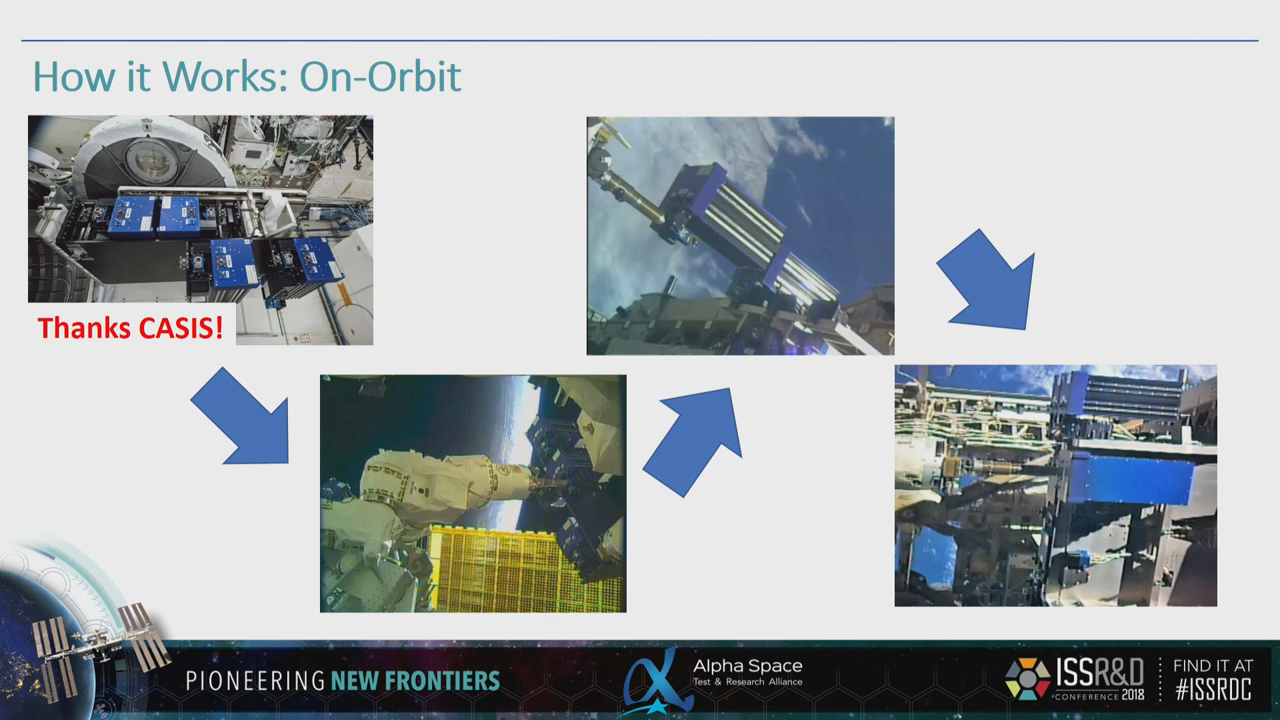 How it Works: On-Orbit
Thanks CASIS!
PIONEERING NEW FRONTIERS
Alpha Space
Test & Research Alliance
ISSR&D
CONFERENCE 2018
FIND IT AT
#ISSRDC